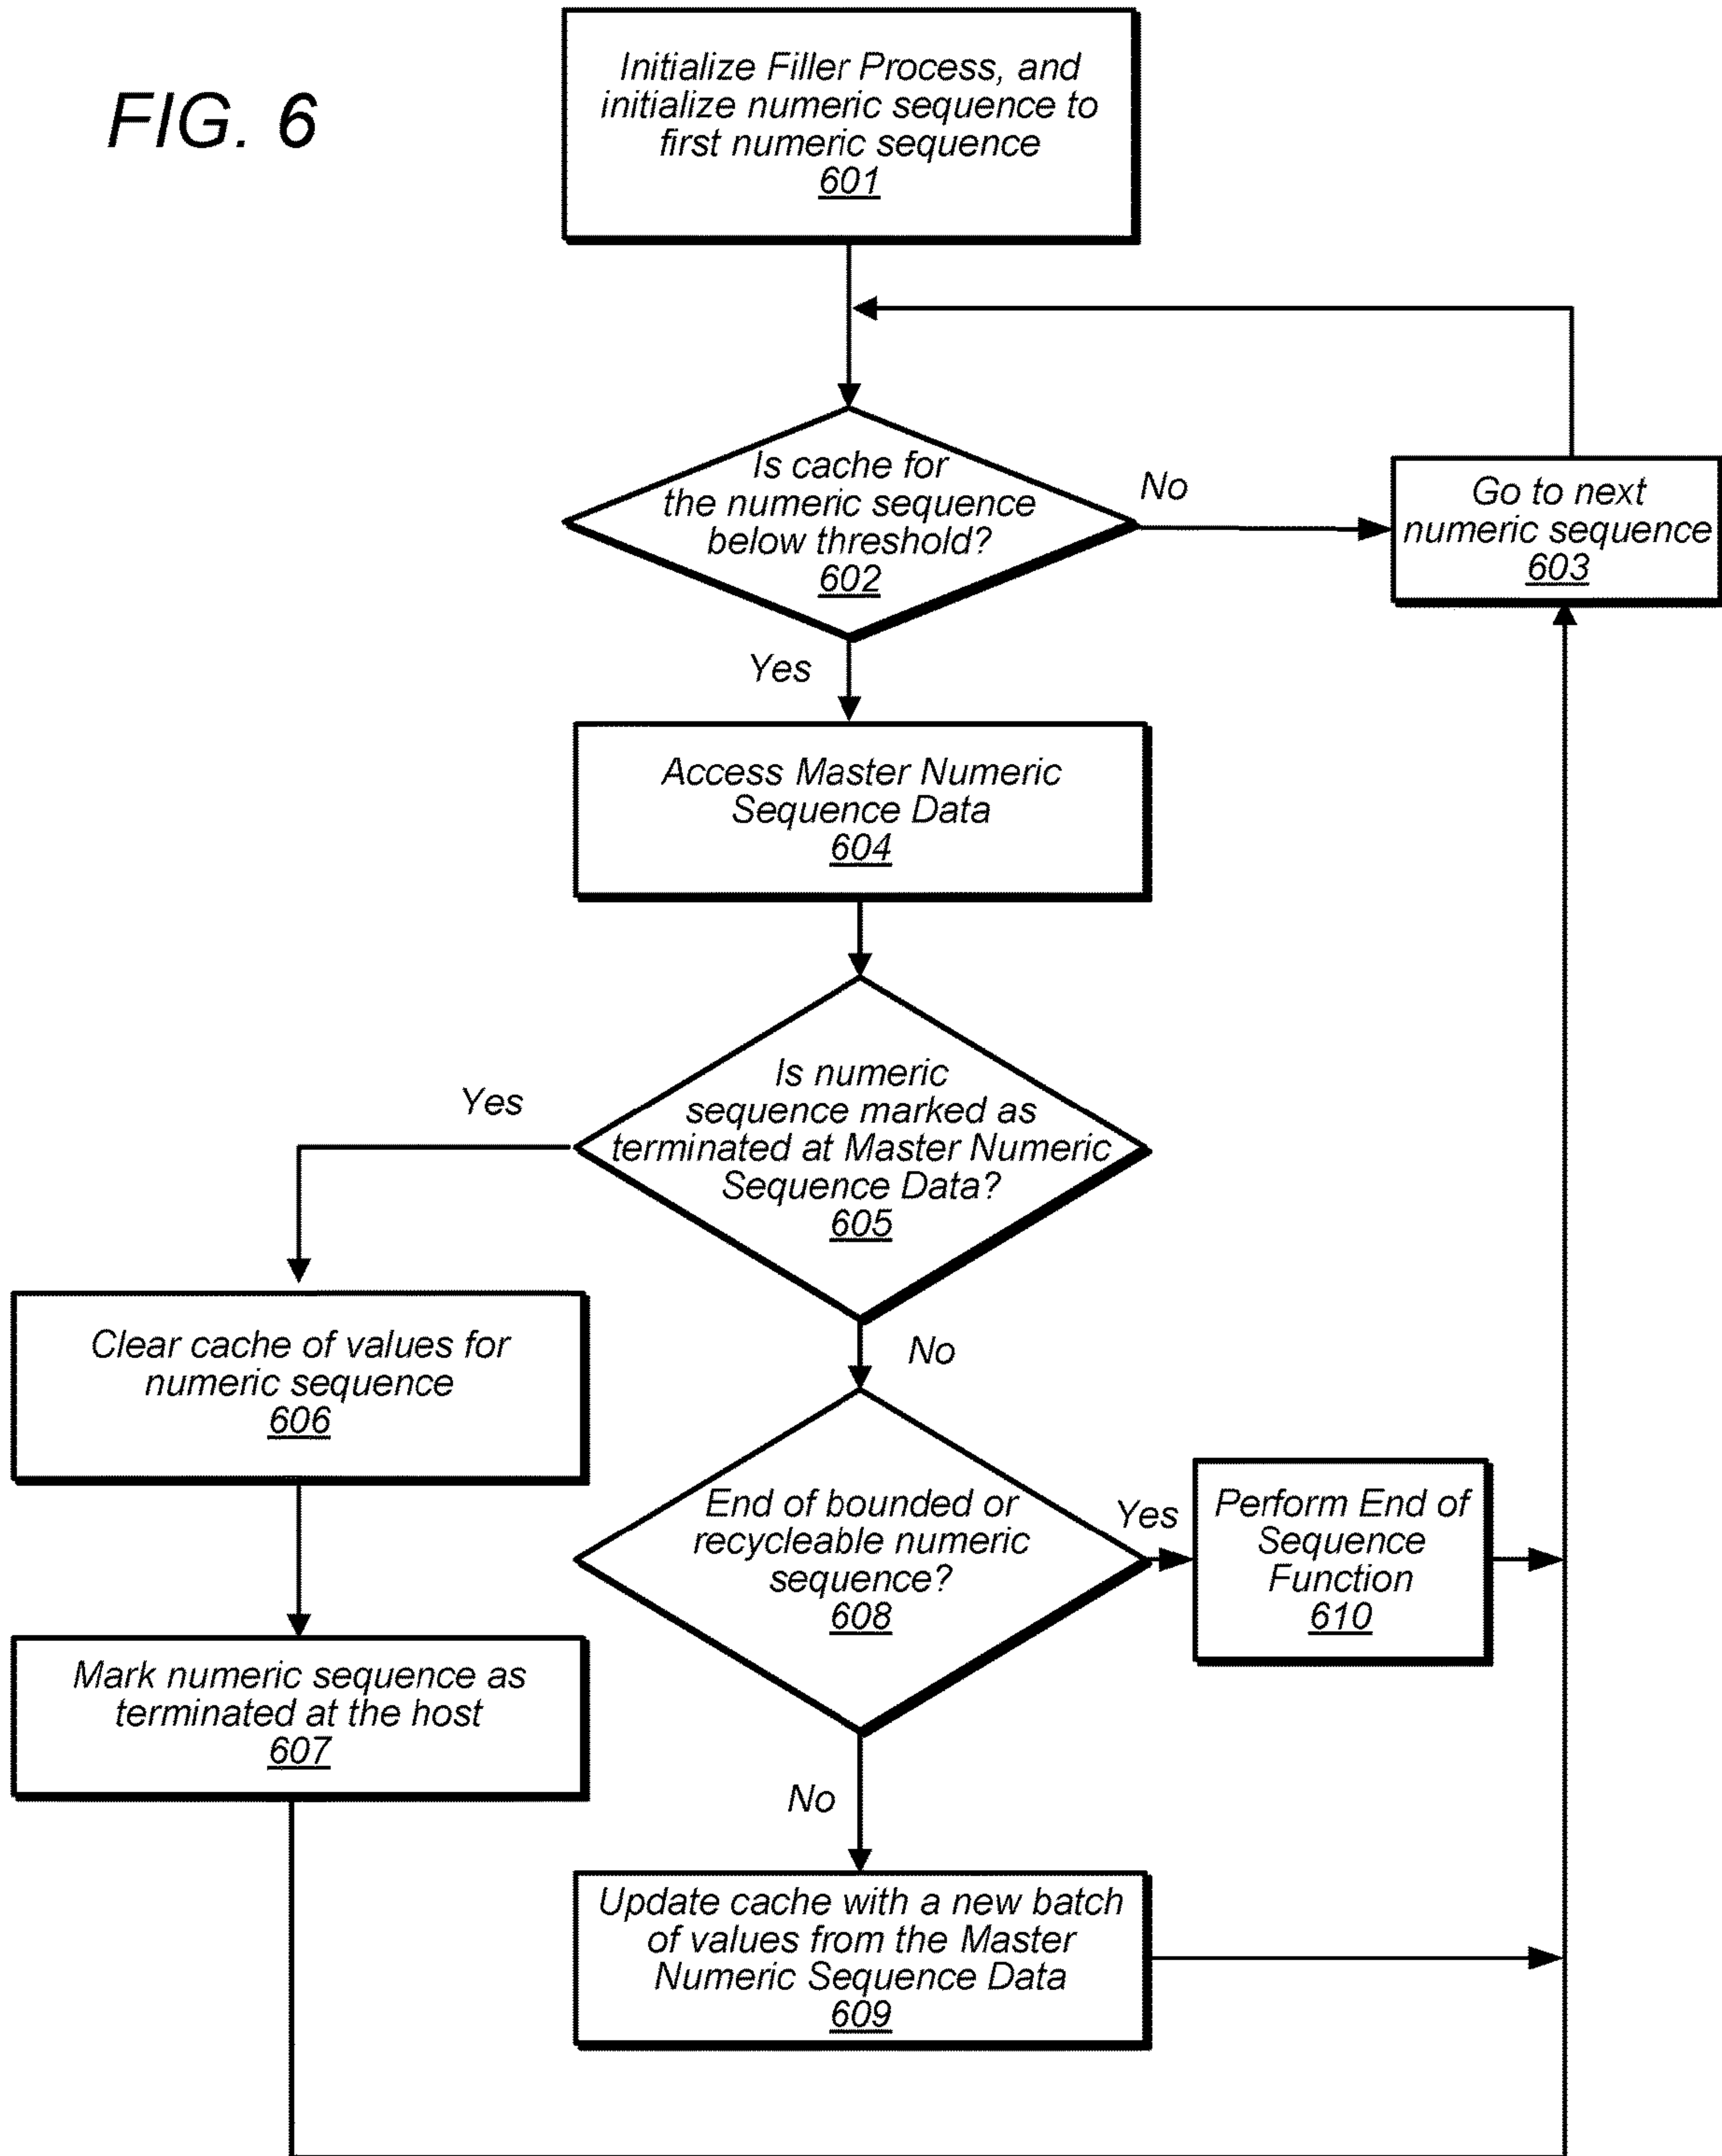 FIG. 6
Initialize Filler Process, and
initialize numeric sequence to
first numeric sequence
601
Is cache for
the numeric sequence
below threshold?
602
No
Go to next
numeric sequence
603
Yes
Access Master Numeric
Sequence Data
604
Is numeric
sequence marked as
terminated at Master Numeric
Sequence Data?
605
Yes
No
Clear cache of values for
numeric sequence
606
Mark numeric sequence as
terminated at the host
607
End of bounded or
recycleable numeric
sequence?
608
Yes
Perform End of
Sequence
Function
610
No
Update cache with a new batch
of values from the Master
Numeric Sequence Data
609